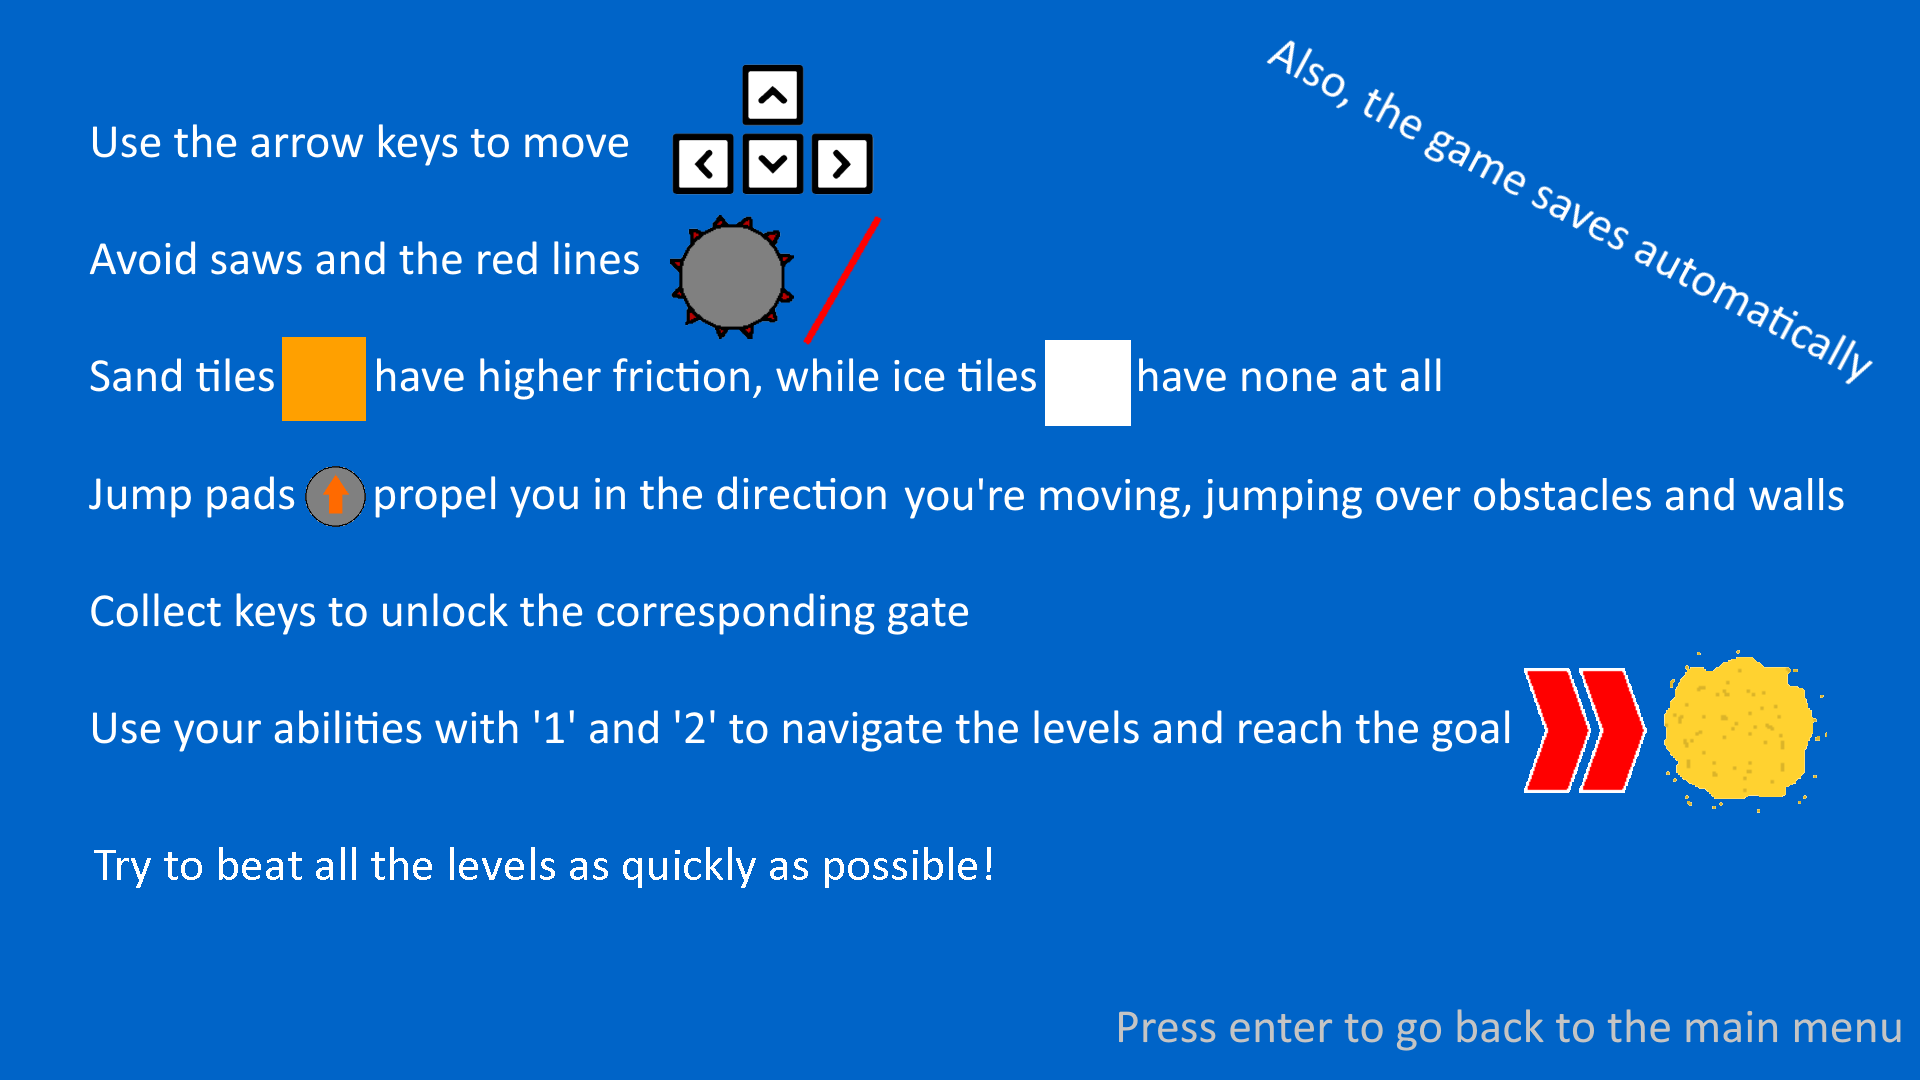 Also, the game saves automatically
Use the arrow keys to move
Avoid saws and the red lines
Sand tiles have higher friction, while ice tiles have none at all
Jump pads propel you in the direction you're moving, jumping over obstacles and walls
Collect keys to unlock the corresponding gate
Use your abilities with '1' and '2' to navigate the levels and reach the goal
Try to beat all the levels as quickly as possible!
Press enter to go back to the main menu